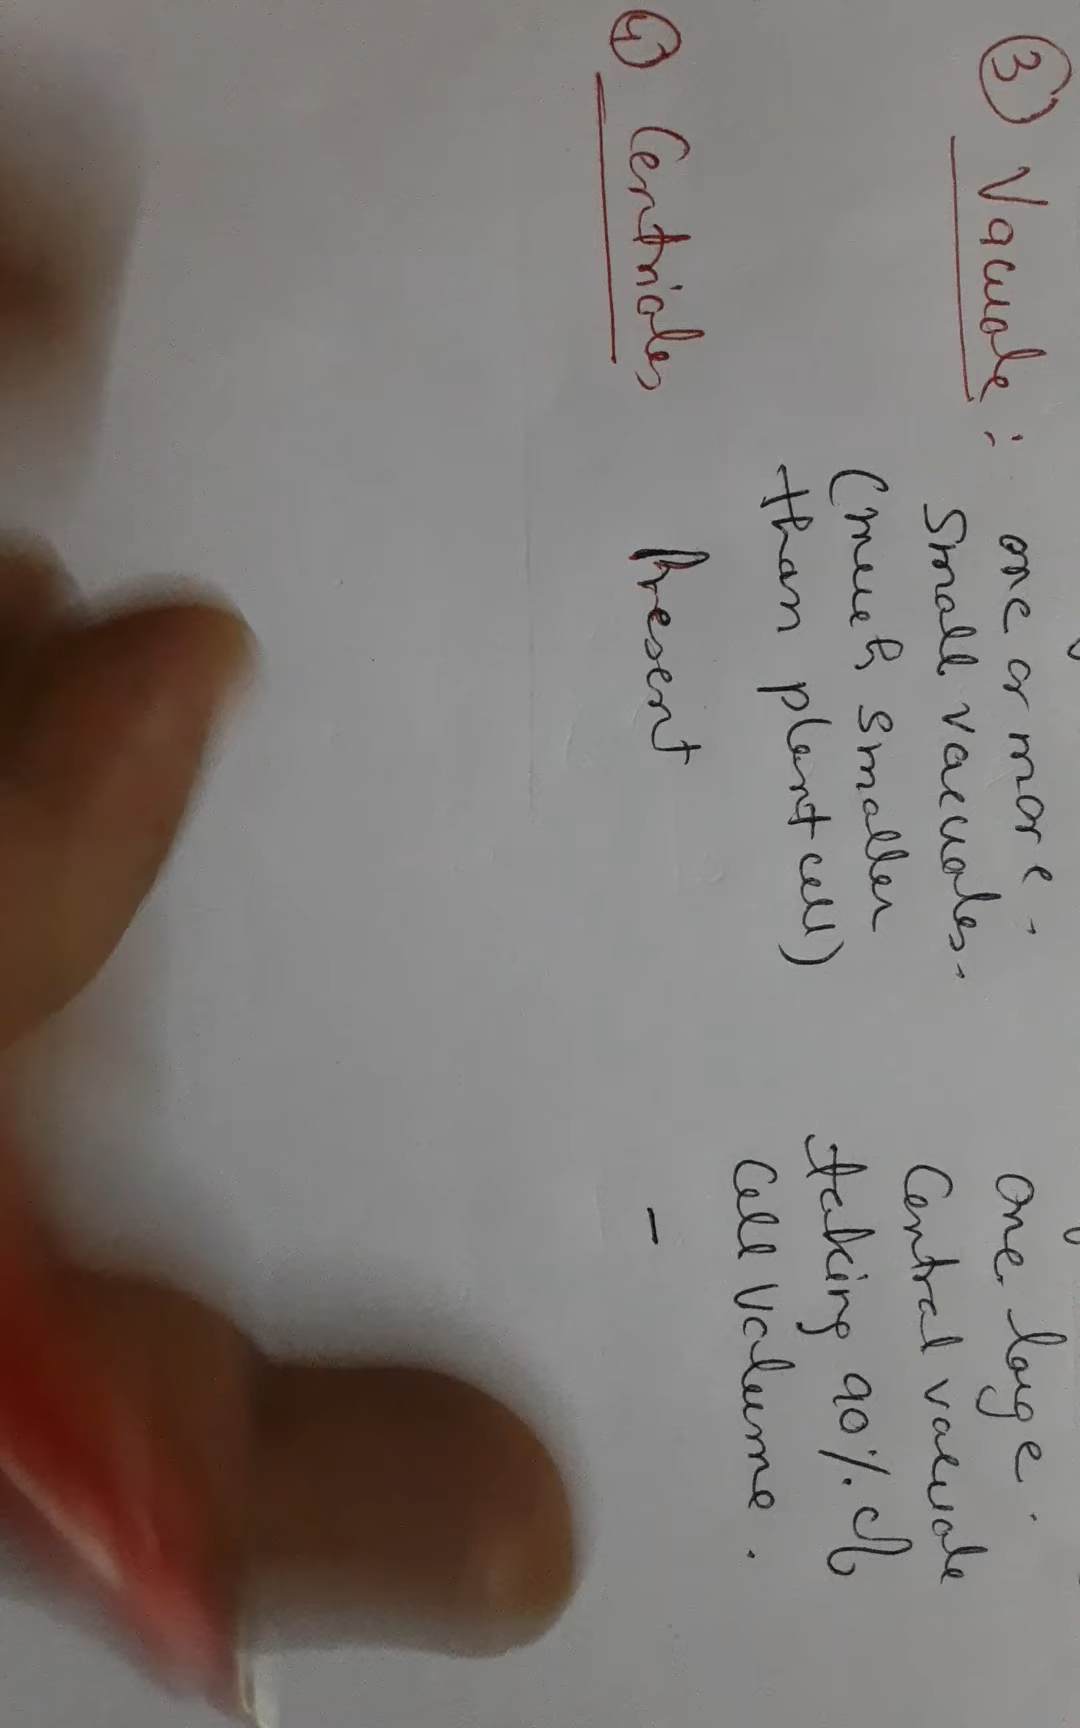 ③ Vacuole : one or more
small vacuoles.
(much smaller
than plant cell)
one large
Central vacuole
taking 90% of
Cell volume.
④ Centrioles Present –